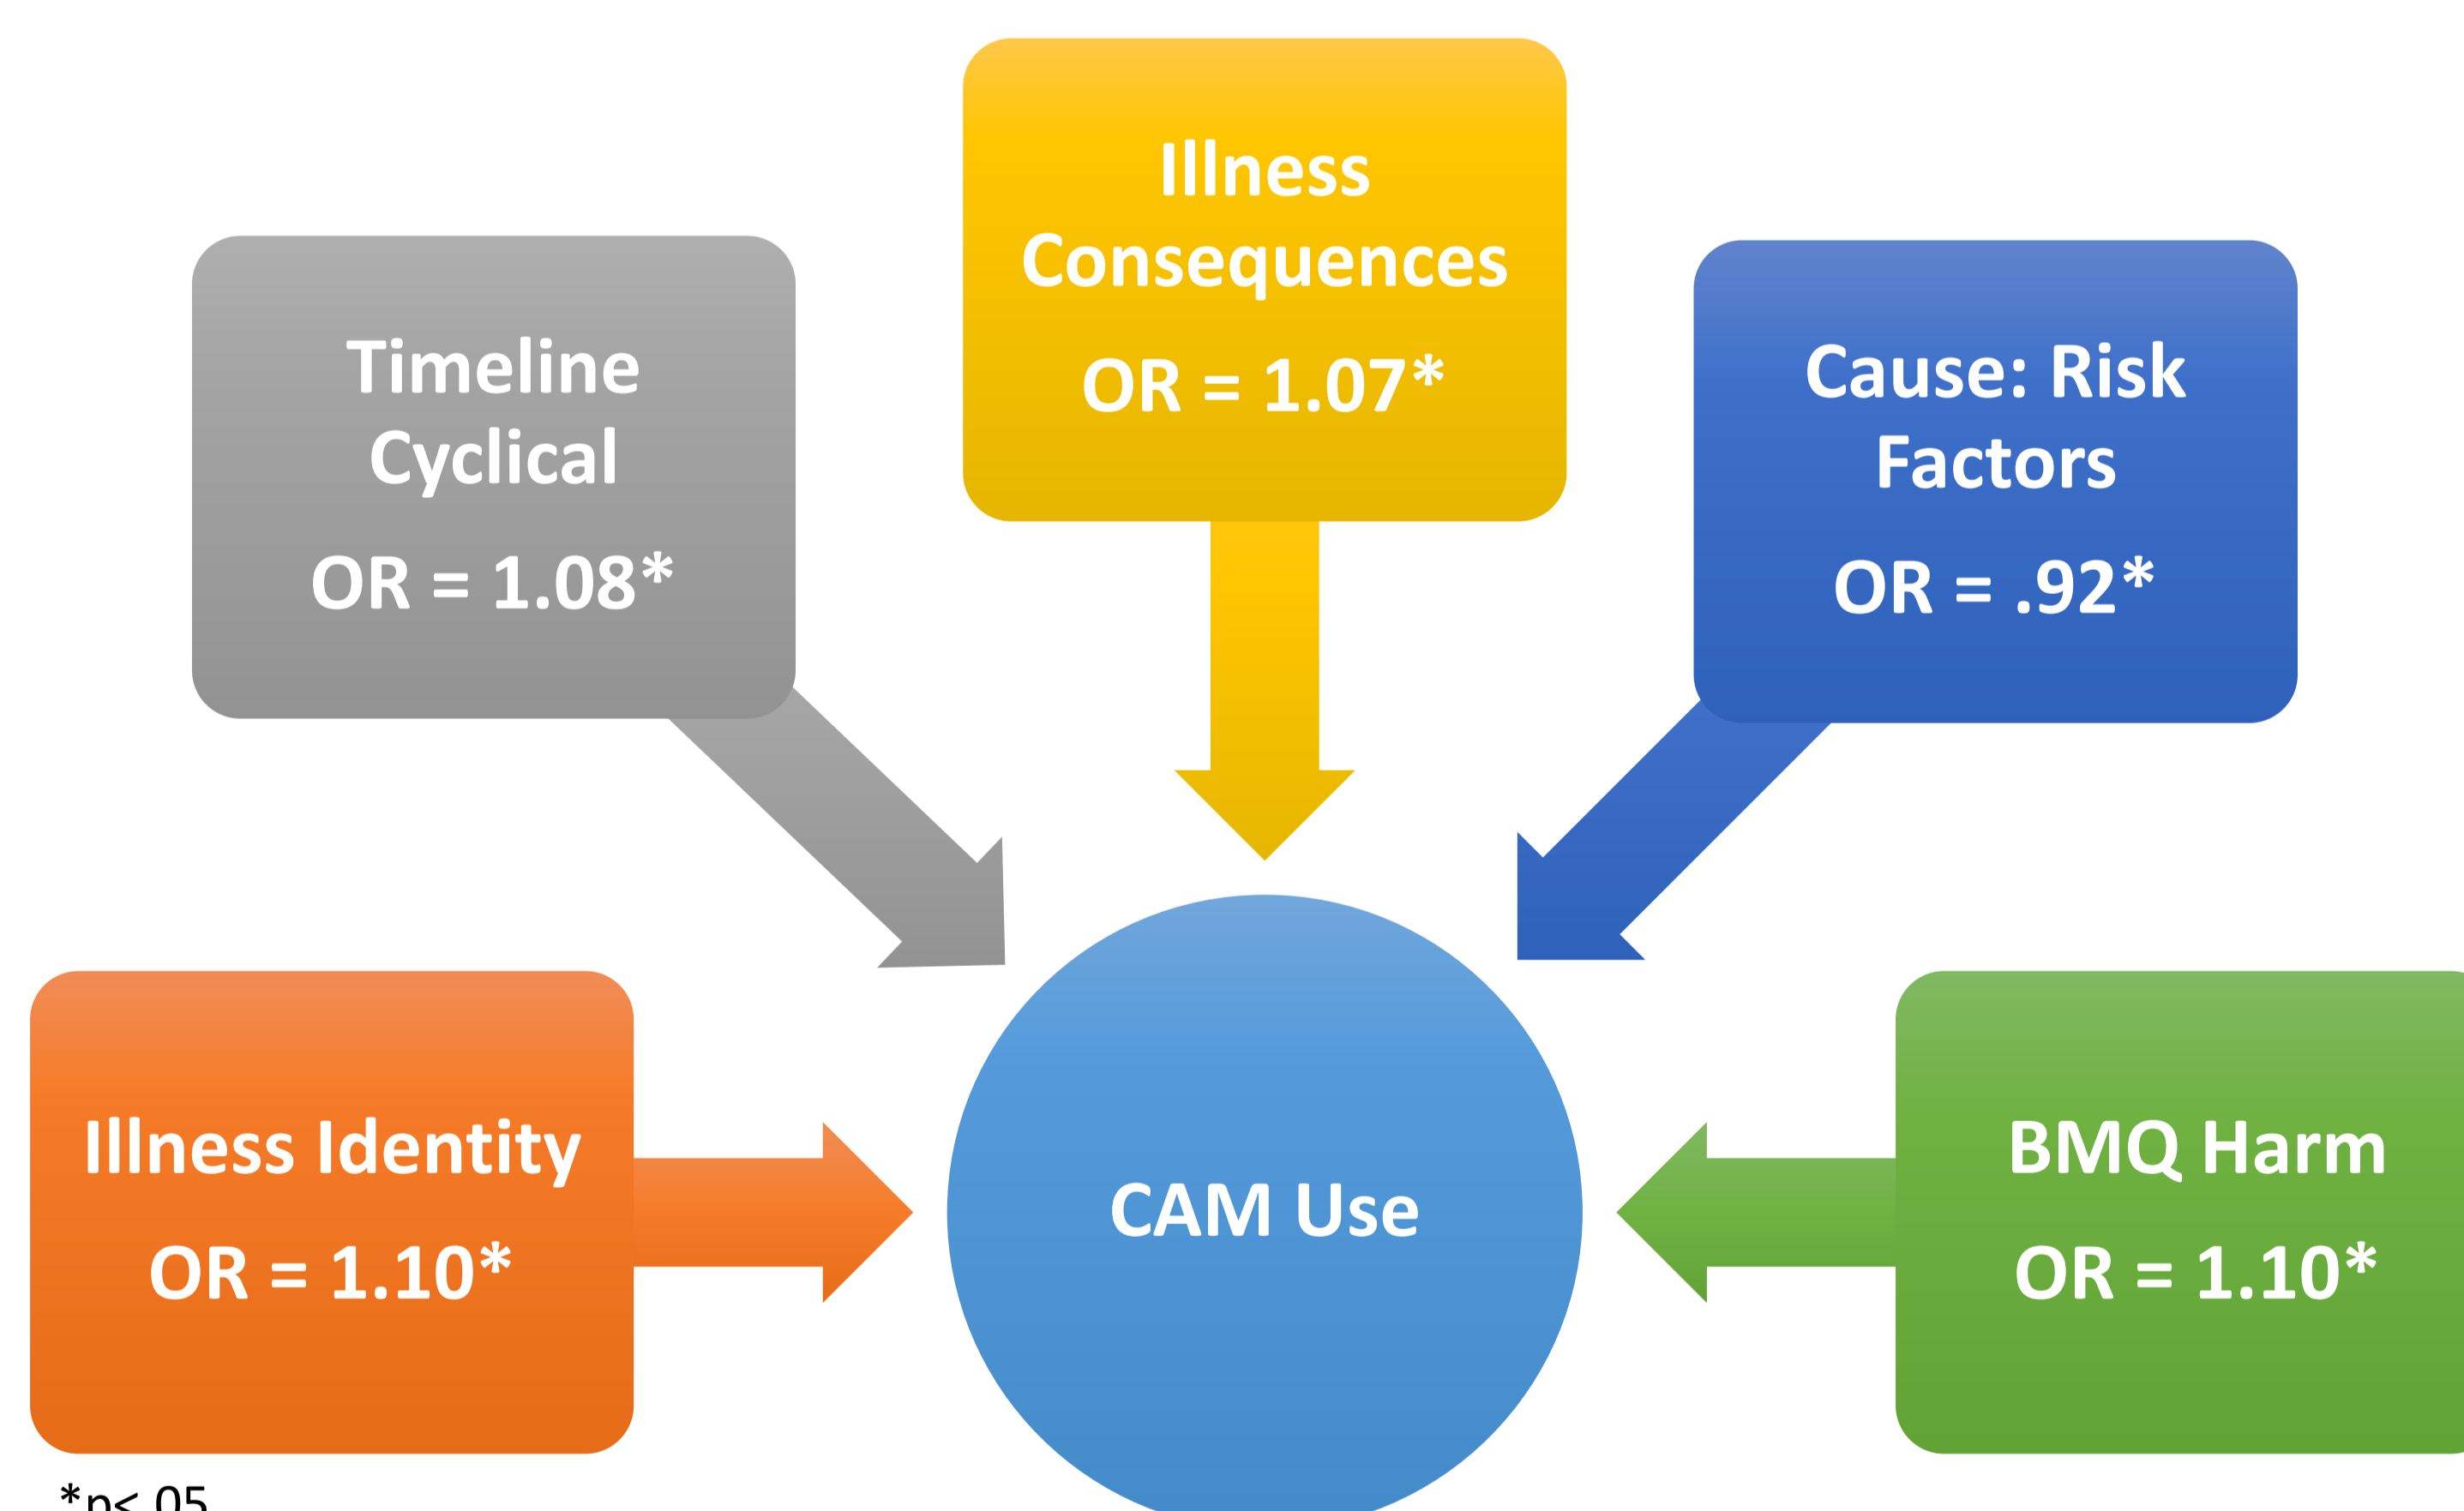 Illness
Consequences
OR = 1.07*
Timeline
Cyclical
OR = 1.08*
Cause: Risk
Factors
OR = .92*
Illness Identity
OR = 1.10*
CAM Use
BMQ Harm
OR = 1.10*
*p< .05